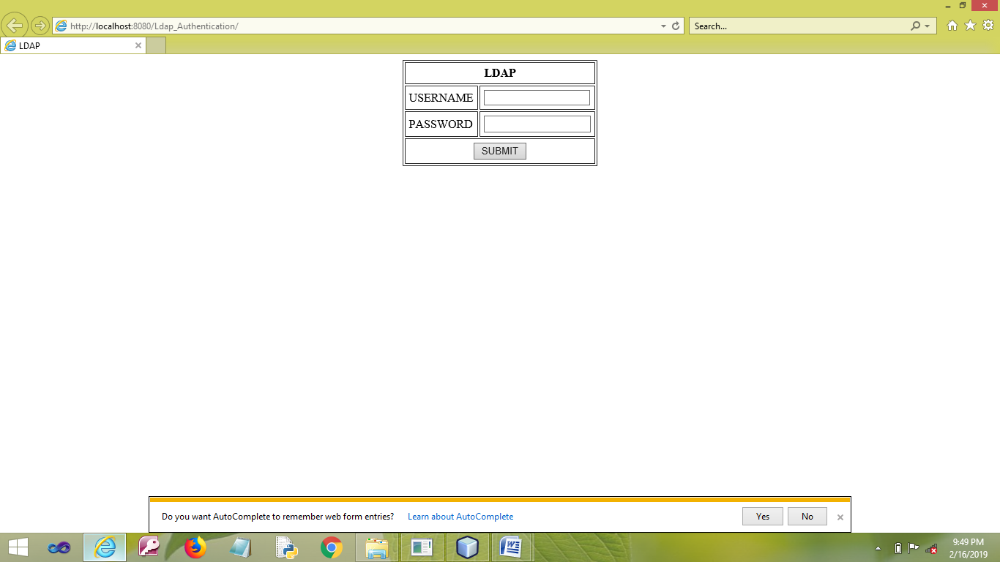 http://localhost:8080/Ldap_Authentication/
Search...
LDAP
LDAP
USERNAME
PASSWORD
SUBMIT
Do you want AutoComplete to remember web form entries? Learn about AutoComplete Yes No
9:49 PM
2/16/2019